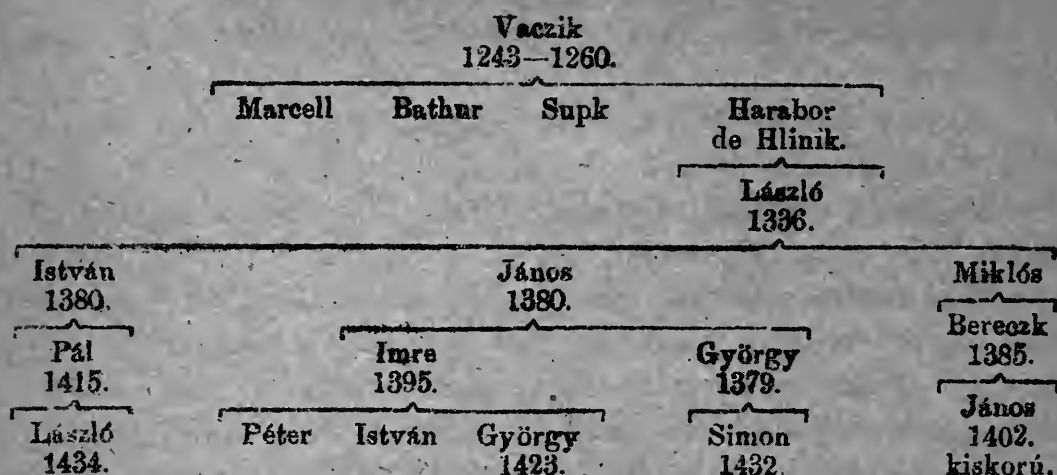 Vaczik
1243—1260.
Marcell Bathur Supk Harabor
de Hlinik.
László
1336.
István János Miklós
1380. 1380.
Pál Imre György Bereczk
1415. 1395. 1379. 1385.
László Péter István György Simon János
1434. 1423. 1432. 1402.
kiskorú.